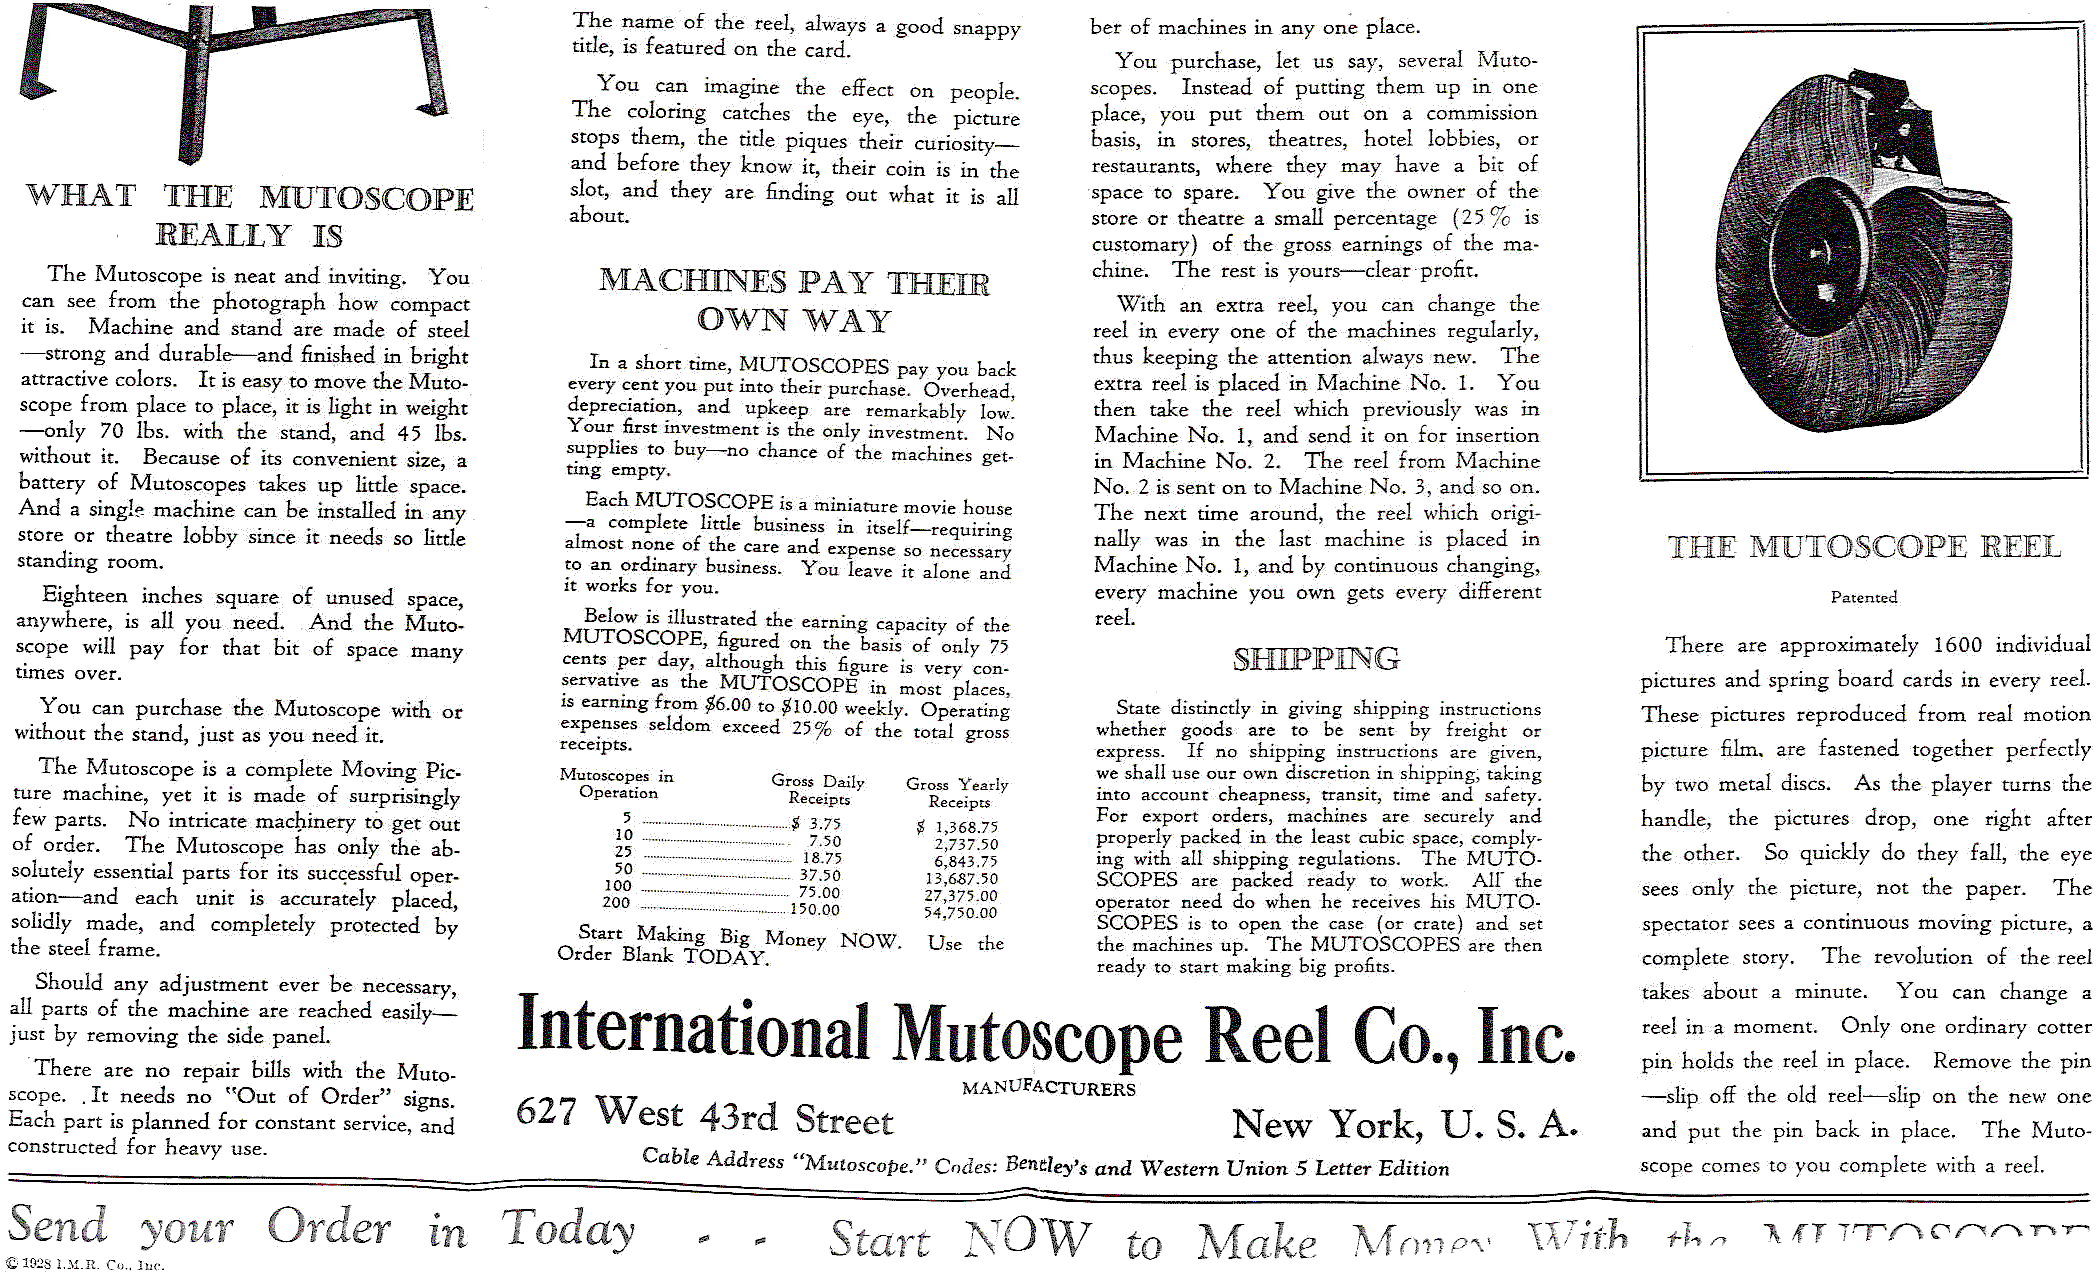 WHAT THE MUTOSCOPE
REALLY IS
The Mutoscope is neat and inviting. You
can see from the photograph how compact
it is. Machine and stand are made of steel
—strong and durable—and finished in bright
attractive colors. It is easy to move the Muto-
scope from place to place, it is light in weight
—only 70 lbs. with the stand, and 45 lbs.
without it. Because of its convenient size, a
battery of Mutoscopes takes up little space.
And a single machine can be installed in any
store or theatre lobby since it needs so little
standing room.
Eighteen inches square of unused space,
anywhere, is all you need. And the Muto-
scope will pay for that bit of space many
times over.
You can purchase the Mutoscope with or
without the stand, just as you need it.
The Mutoscope is a complete Moving Pic-
ture machine, yet it is made of surprisingly
few parts. No intricate machinery to get out
of order. The Mutoscope has only the ab-
solutely essential parts for its successful oper-
ation—and each unit is accurately placed,
solidly made, and completely protected by
the steel frame.
Should any adjustment ever be necessary,
all parts of the machine are reached easily—
just by removing the side panel.
There are no repair bills with the Muto-
scope. It needs no "Out of Order" signs.
Each part is planned for constant service, and
constructed for heavy use.
The name of the reel, always a good snappy
title, is featured on the card.
You can imagine the effect on people.
The coloring catches the eye, the picture
stops them, the title piques their curiosity—
and before they know it, their coin is in the
slot, and they are finding out what it is all
about.
MACHINES PAY THEIR
OWN WAY
In a short time, MUTOSCOPES pay you back
every cent you put into their purchase. Overhead,
depreciation, and upkeep are remarkably low.
Your first investment is the only investment. No
supplies to buy—no chance of the machines get-
ting empty.
Each MUTOSCOPE is a miniature movie house
—a complete little business in itself—requiring
almost none of the care and expense so necessary
to an ordinary business. You leave it alone and
it works for you.
Below is illustrated the earning capacity of the
MUTOSCOPE, figured on the basis of only 75
cents per day, although this figure is very con-
servative as the MUTOSCOPE in most places,
is earning from $6.00 to $10.00 weekly. Operating
expenses seldom exceed 25% of the total gross
receipts.
Mutoscopes in Gross Daily Gross Yearly
Operation Receipts Receipts
5 $ 3.75 $ 1,368.75
10 7.50 2,737.50
25 18.75 6,843.75
50 37.50 13,687.50
100 75.00 27,375.00
200 150.00 54,750.00
Start Making Big Money NOW. Use the
Order Blank TODAY.
ber of machines in any one place.
You purchase, let us say, several Muto-
scopes. Instead of putting them up in one
place, you put them out on a commission
basis, in stores, theatres, hotel lobbies, or
restaurants, where they may have a bit of
space to spare. You give the owner of the
store or theatre a small percentage (25% is
customary) of the gross earnings of the ma-
chine. The rest is yours—clear profit.
With an extra reel, you can change the
reel in every one of the machines regularly,
thus keeping the attention always new. The
extra reel is placed in Machine No. 1. You
then take the reel which previously was in
Machine No. 1, and send it on for insertion
in Machine No. 2. The reel from Machine
No. 2 is sent on to Machine No. 3, and so on.
The next time around, the reel which origi-
nally was in the last machine is placed in
Machine No. 1, and by continuous changing,
every machine you own gets every different
reel.
SHIPPING
State distinctly in giving shipping instructions
whether goods are to be sent by freight or
express. If no shipping instructions are given,
we shall use our own discretion in shipping, taking
into account cheapness, transit, time and safety.
For export orders, machines are securely and
properly packed in the least cubic space, comply-
ing with all shipping regulations. The MUTO-
SCOPES are packed ready to work. All the
operator need do when he receives his MUTO-
SCOPES is to open the case (or crate) and set
the machines up. The MUTOSCOPES are then
ready to start making big profits.
THE MUTOSCOPE REEL
Patented
There are approximately 1600 individual
pictures and spring board cards in every reel.
These pictures reproduced from real motion
picture film, are fastened together perfectly
by two metal discs. As the player turns the
handle, the pictures drop, one right after
the other. So quickly do they fall, the eye
sees only the picture, not the paper. The
spectator sees a continuous moving picture, a
complete story. The revolution of the reel
takes about a minute. You can change a
reel in a moment. Only one ordinary cotter
pin holds the reel in place. Remove the pin
—slip off the old reel—slip on the new one
and put the pin back in place. The Muto-
scope comes to you complete with a reel.
International Mutoscope Reel Co., Inc.
MANUFACTURERS
627 West 43rd Street New York, U. S. A.
Cable Address "Mutoscope." Codes: Bentley's and Western Union 5 Letter Edition
Send your Order in Today - - Start NOW to Make Money With the MUTOSCOPE
© 1928 I.M.R. Co., Inc.